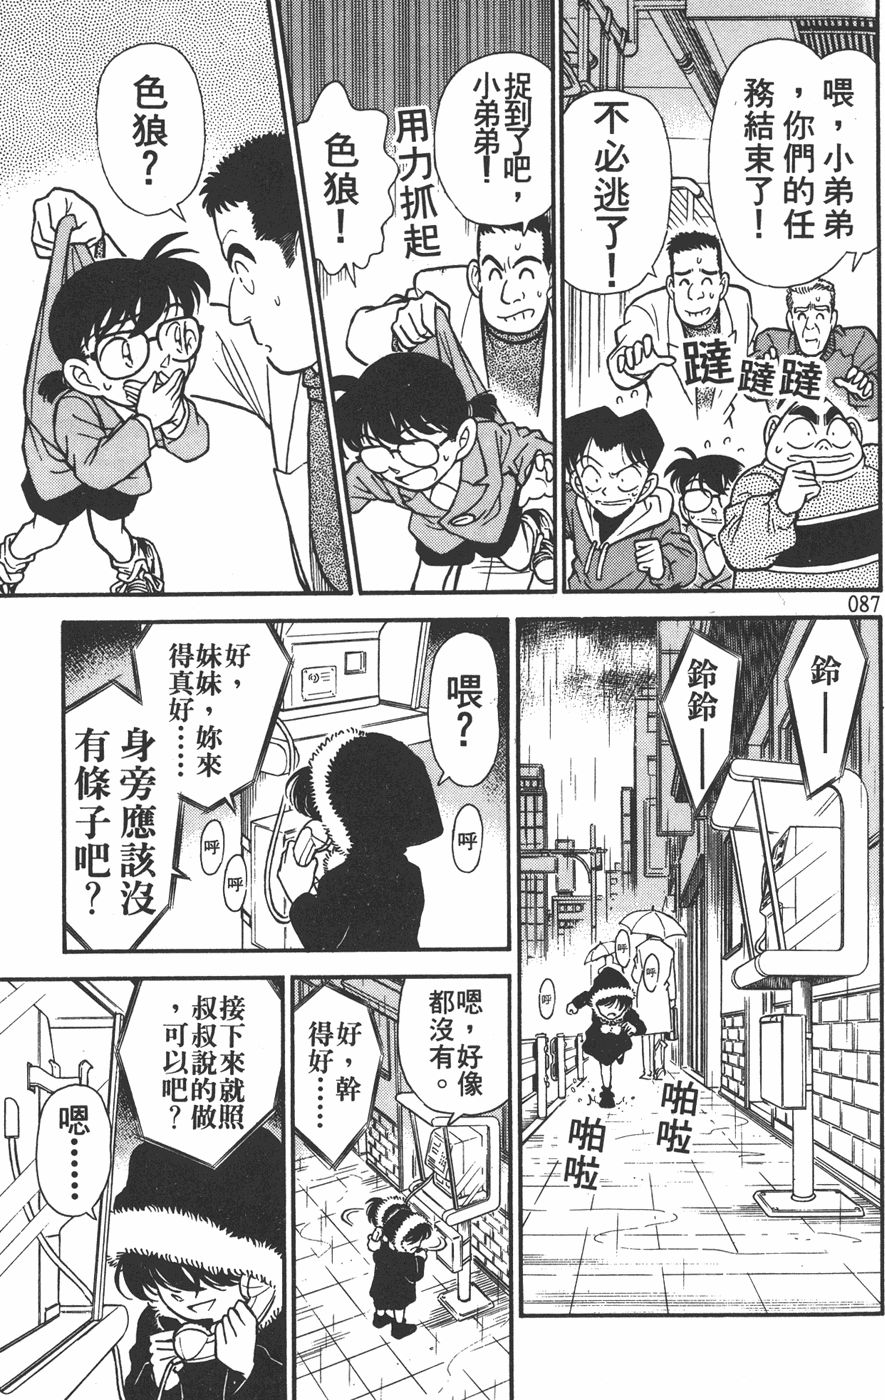 喂，小弟弟
，你們的任
務結束了！
不必逃了！
躂
躂
躂
捉到了吧，
小弟弟！
用力抓起
色狼！
色狼？
087
鈴—
鈴鈴—
呼
呼
呼
啪啦
啪啦
喂？
呼
呼
呼
好，
妹妹，妳來
得真好……
身旁應該沒
有條子吧？
嗯，好像
都沒有。
好，幹
得好……
接下來就照
叔叔說的做
，可以吧？
嗯……